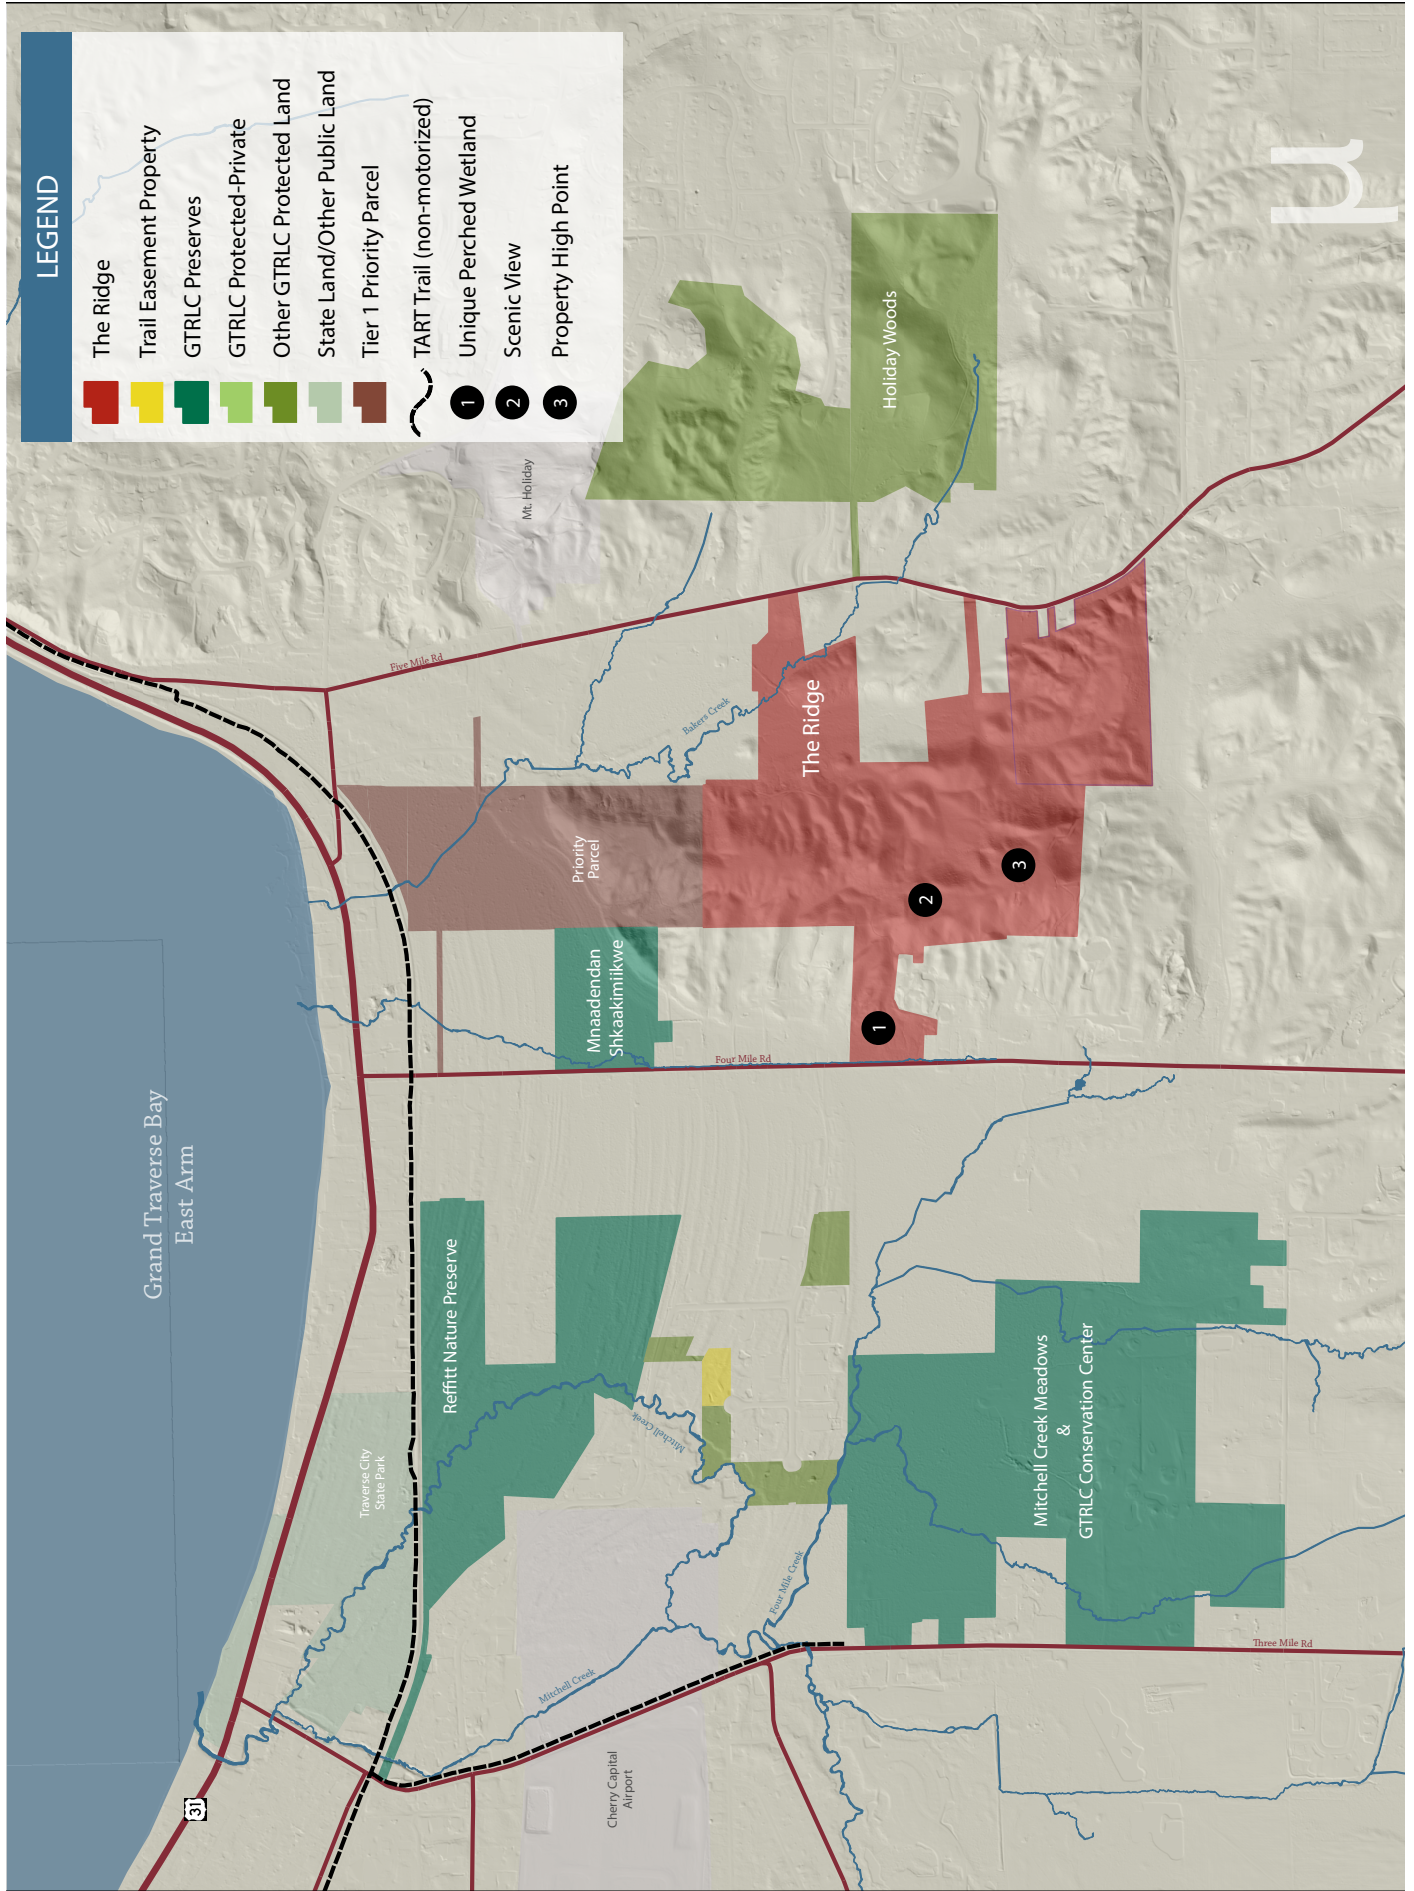 LEGEND
The Ridge
Trail Easement Property
GTRLC Preserves
GTRLC Protected-Private
Other GTRLC Protected Land
State Land/Other Public Land
Tier 1 Priority Parcel
TART Trail (non-motorized)
1
Unique Perched Wetland
2
Scenic View
3
Property High Point
Grand Traverse Bay
East Arm
31
Traverse City
State Park
Reffitt Nature Preserve
Mitchell Creek
Mitchell Creek
Cherry Capital
Airport
Four Mile Creek
Three Mile Rd
Mitchell Creek Meadows
&
GTRLC Conservation Center
Four Mile Rd
Mnaadendan
Shkaakimiikwe
Priority
Parcel
The Ridge
1
2
3
Bakers Creek
Five Mile Rd
Mt. Holiday
Holiday Woods
µ